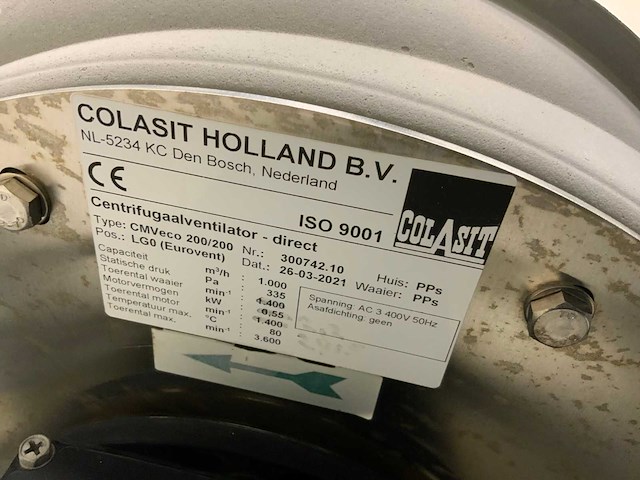 COLASIT HOLLAND B.V.
NL-5234 KC Den Bosch, Nederland
CE
ISO 9001
COLASIT
Centrifugaalventilator - direct
Type: CMVeco 200/200 Nr.: 300742.10 Huis: PPs
Pos.: LG0 (Eurovent) Dat.: 26-03-2021 Waaier: PPs
Capaciteit m³/h : 1.000
Statische druk Pa : 335
Toerental waaier min⁻¹ : 1.400
Motorvermogen kW : 0,55
Toerental motor min⁻¹ : 1.400
Temperatuur max. °C : 80
Toerental max. min⁻¹ : 3.600
Spanning: AC 3 400V 50Hz
Asafdichting: geen